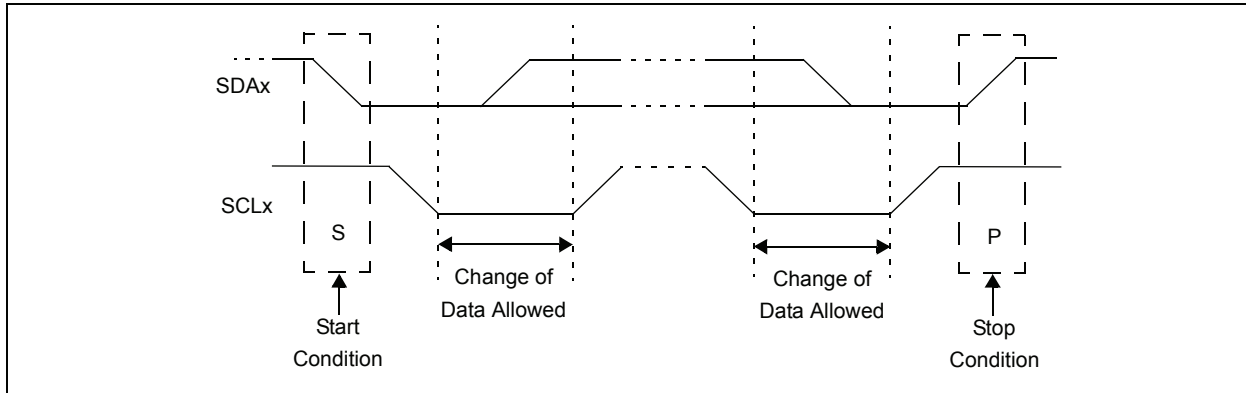 SDAx
SCLx
S
P
Change of
Data Allowed
Change of
Data Allowed
Start
Condition
Stop
Condition